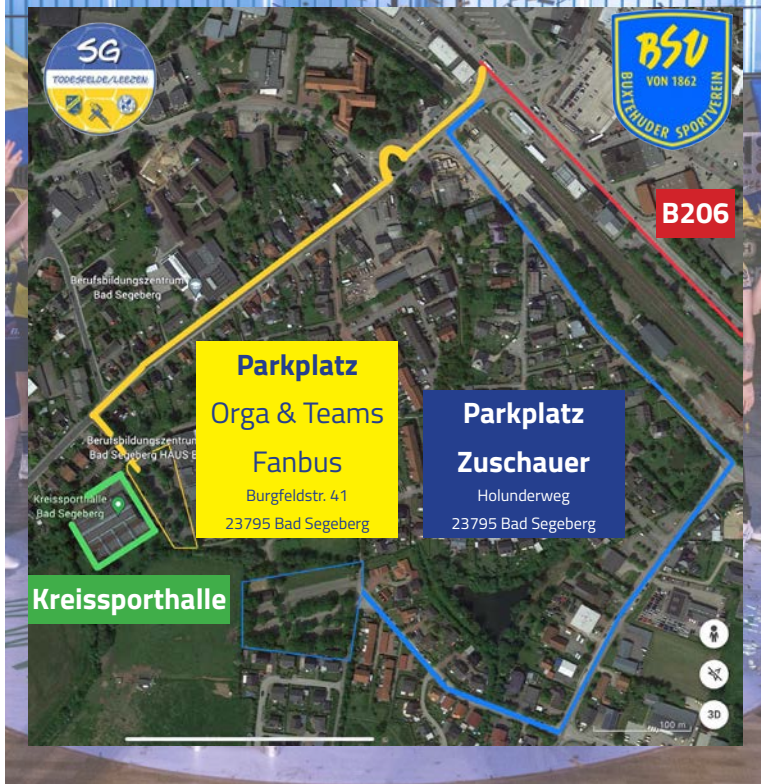 SG
TODESFELDE/LEEZEN
BSV
VON 1862
BUXTEHUDER SPORTVEREIN
B206
Berufsbildungszentrum
Bad Segeberg
Parkplatz
Orga & Teams
Fanbus
Burgfeldstr. 41
23795 Bad Segeberg
Parkplatz
Zuschauer
Holunderweg
23795 Bad Segeberg
Berufsbildungszentrum
Bad Segeberg HAUS B
Kreissporthalle
Bad Segeberg
Kreissporthalle
100 m
3D